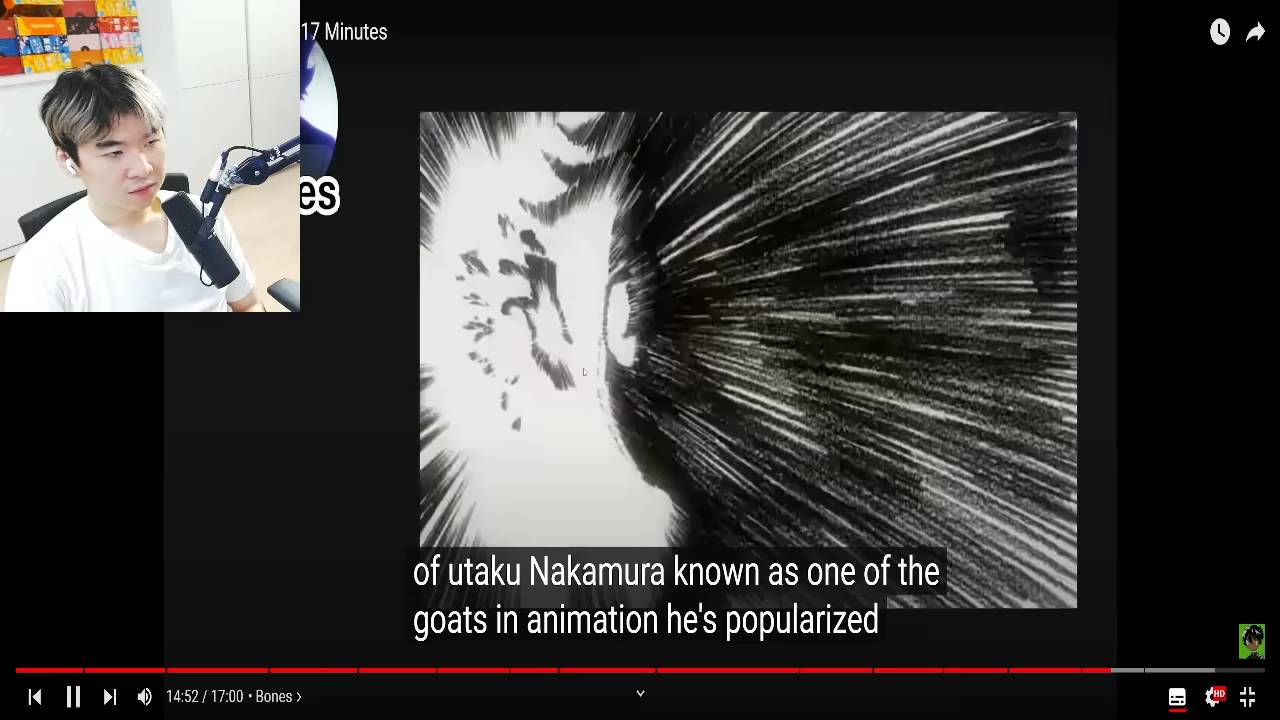 17 Minutes
es
of utaku Nakamura known as one of the
goats in animation he's popularized
14:52 / 17:00 • Bones ›
HD